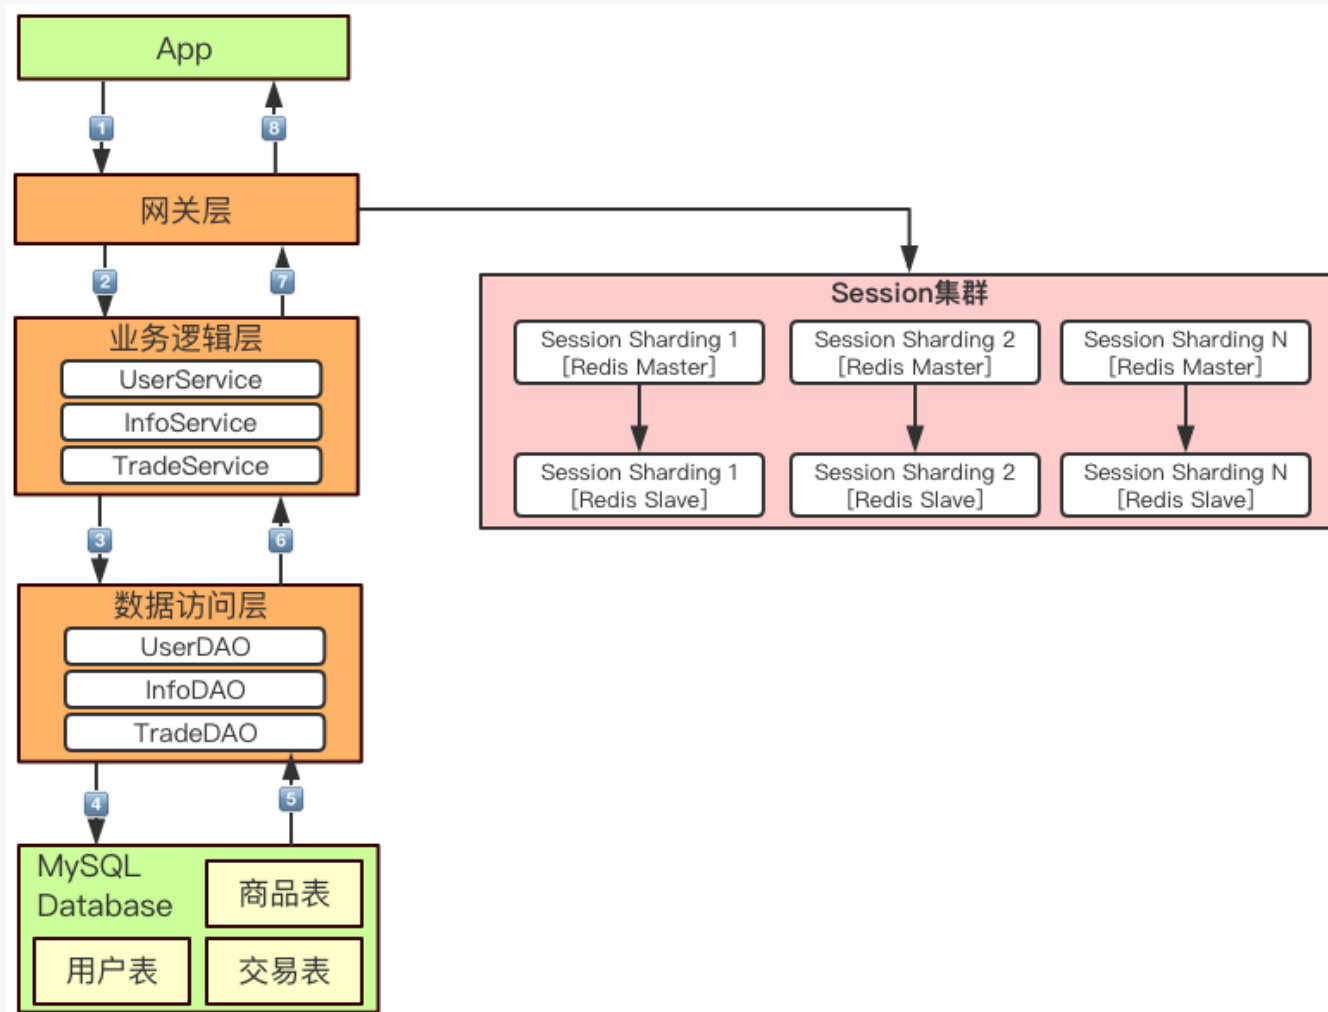 App
1
8
网关层
2
7
业务逻辑层
UserService
InfoService
TradeService
3
6
数据访问层
UserDAO
InfoDAO
TradeDAO
4
5
MySQL
Database
商品表
用户表
交易表
Session集群
Session Sharding 1
[Redis Master]
Session Sharding 2
[Redis Master]
Session Sharding N
[Redis Master]
Session Sharding 1
[Redis Slave]
Session Sharding 2
[Redis Slave]
Session Sharding N
[Redis Slave]